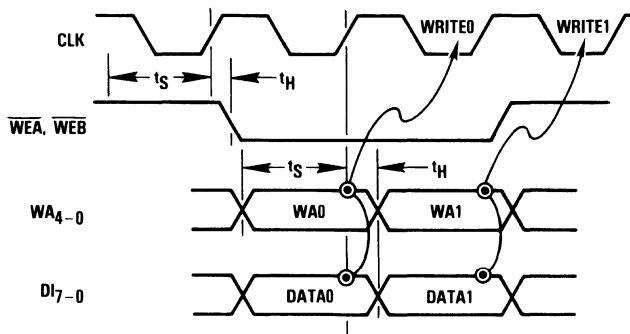 CLK
WRITE0 WRITE1
tS tH
WEA, WEB
tS tH
WA4–0 WA0 WA1
DI7–0 DATA0 DATA1